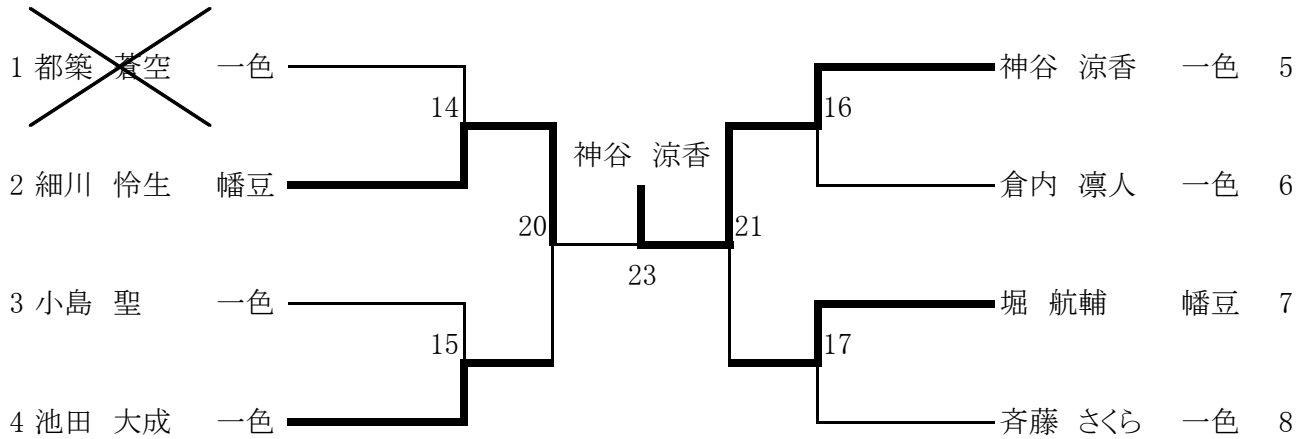 1 都築 蒼空 一色
神谷 涼香 一色 5
14
16
神谷 涼香
2 細川 怜生 幡豆
倉内 凛人 一色 6
20
21
23
3 小島 聖 一色
堀 航輔 幡豆 7
15
17
4 池田 大成 一色
斉藤 さくら 一色 8